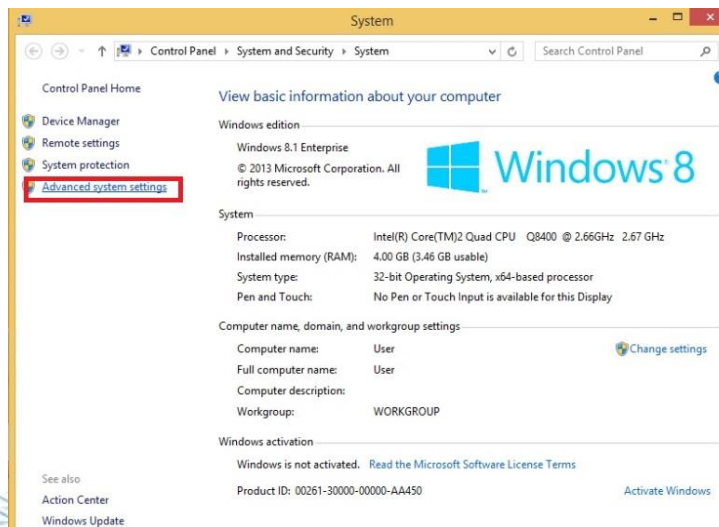 System
Control Panel ▸ System and Security ▸ System
Search Control Panel
Control Panel Home
Device Manager
Remote settings
System protection
Advanced system settings
See also
Action Center
Windows Update
View basic information about your computer
Windows edition
Windows 8.1 Enterprise
© 2013 Microsoft Corporation. All
rights reserved.
Windows 8
System
Processor: Intel(R) Core(TM)2 Quad CPU Q8400 @ 2.66GHz 2.67 GHz
Installed memory (RAM): 4.00 GB (3.46 GB usable)
System type: 32-bit Operating System, x64-based processor
Pen and Touch: No Pen or Touch Input is available for this Display
Computer name, domain, and workgroup settings
Computer name: User Change settings
Full computer name: User
Computer description:
Workgroup: WORKGROUP
Windows activation
Windows is not activated. Read the Microsoft Software License Terms
Product ID: 00261-30000-00000-AA450 Activate Windows